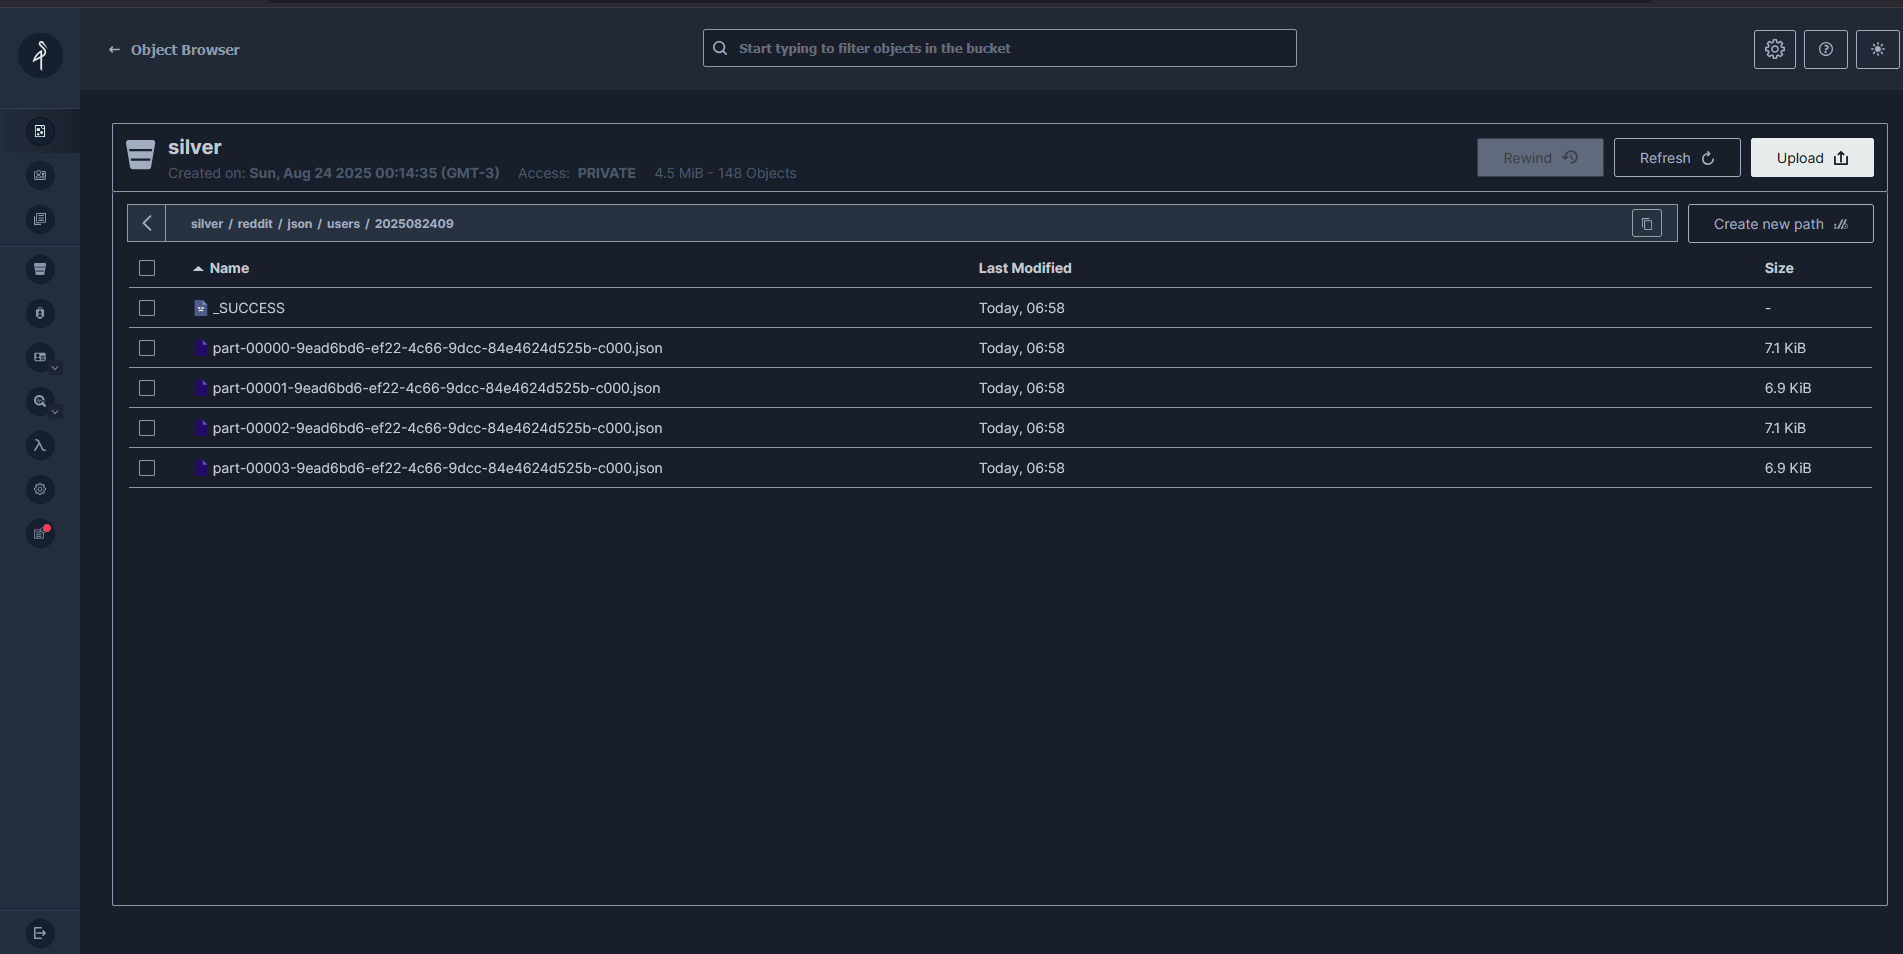 Object Browser
Start typing to filter objects in the bucket
silver
Created on: Sun, Aug 24 2025 00:14:35 (GMT-3) Access: PRIVATE 4.5 MiB - 148 Objects
Rewind
Refresh
Upload
silver / reddit / json / users / 2025082409
Create new path
Name Last Modified Size
_SUCCESS Today, 06:58 -
part-00000-9ead6bd6-ef22-4c66-9dcc-84e4624d525b-c000.json Today, 06:58 7.1 KiB
part-00001-9ead6bd6-ef22-4c66-9dcc-84e4624d525b-c000.json Today, 06:58 6.9 KiB
part-00002-9ead6bd6-ef22-4c66-9dcc-84e4624d525b-c000.json Today, 06:58 7.1 KiB
part-00003-9ead6bd6-ef22-4c66-9dcc-84e4624d525b-c000.json Today, 06:58 6.9 KiB